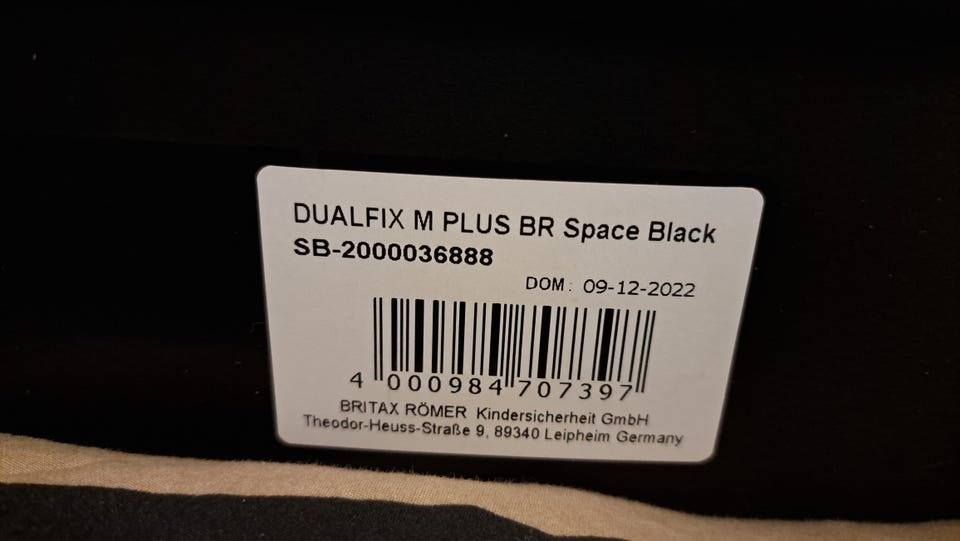 DUALFIX M PLUS BR Space Black
SB-2000036888
DOM: 09-12-2022
4 000984 707397
BRITAX RÖMER Kindersicherheit GmbH
Theodor-Heuss-Straße 9, 89340 Leipheim Germany